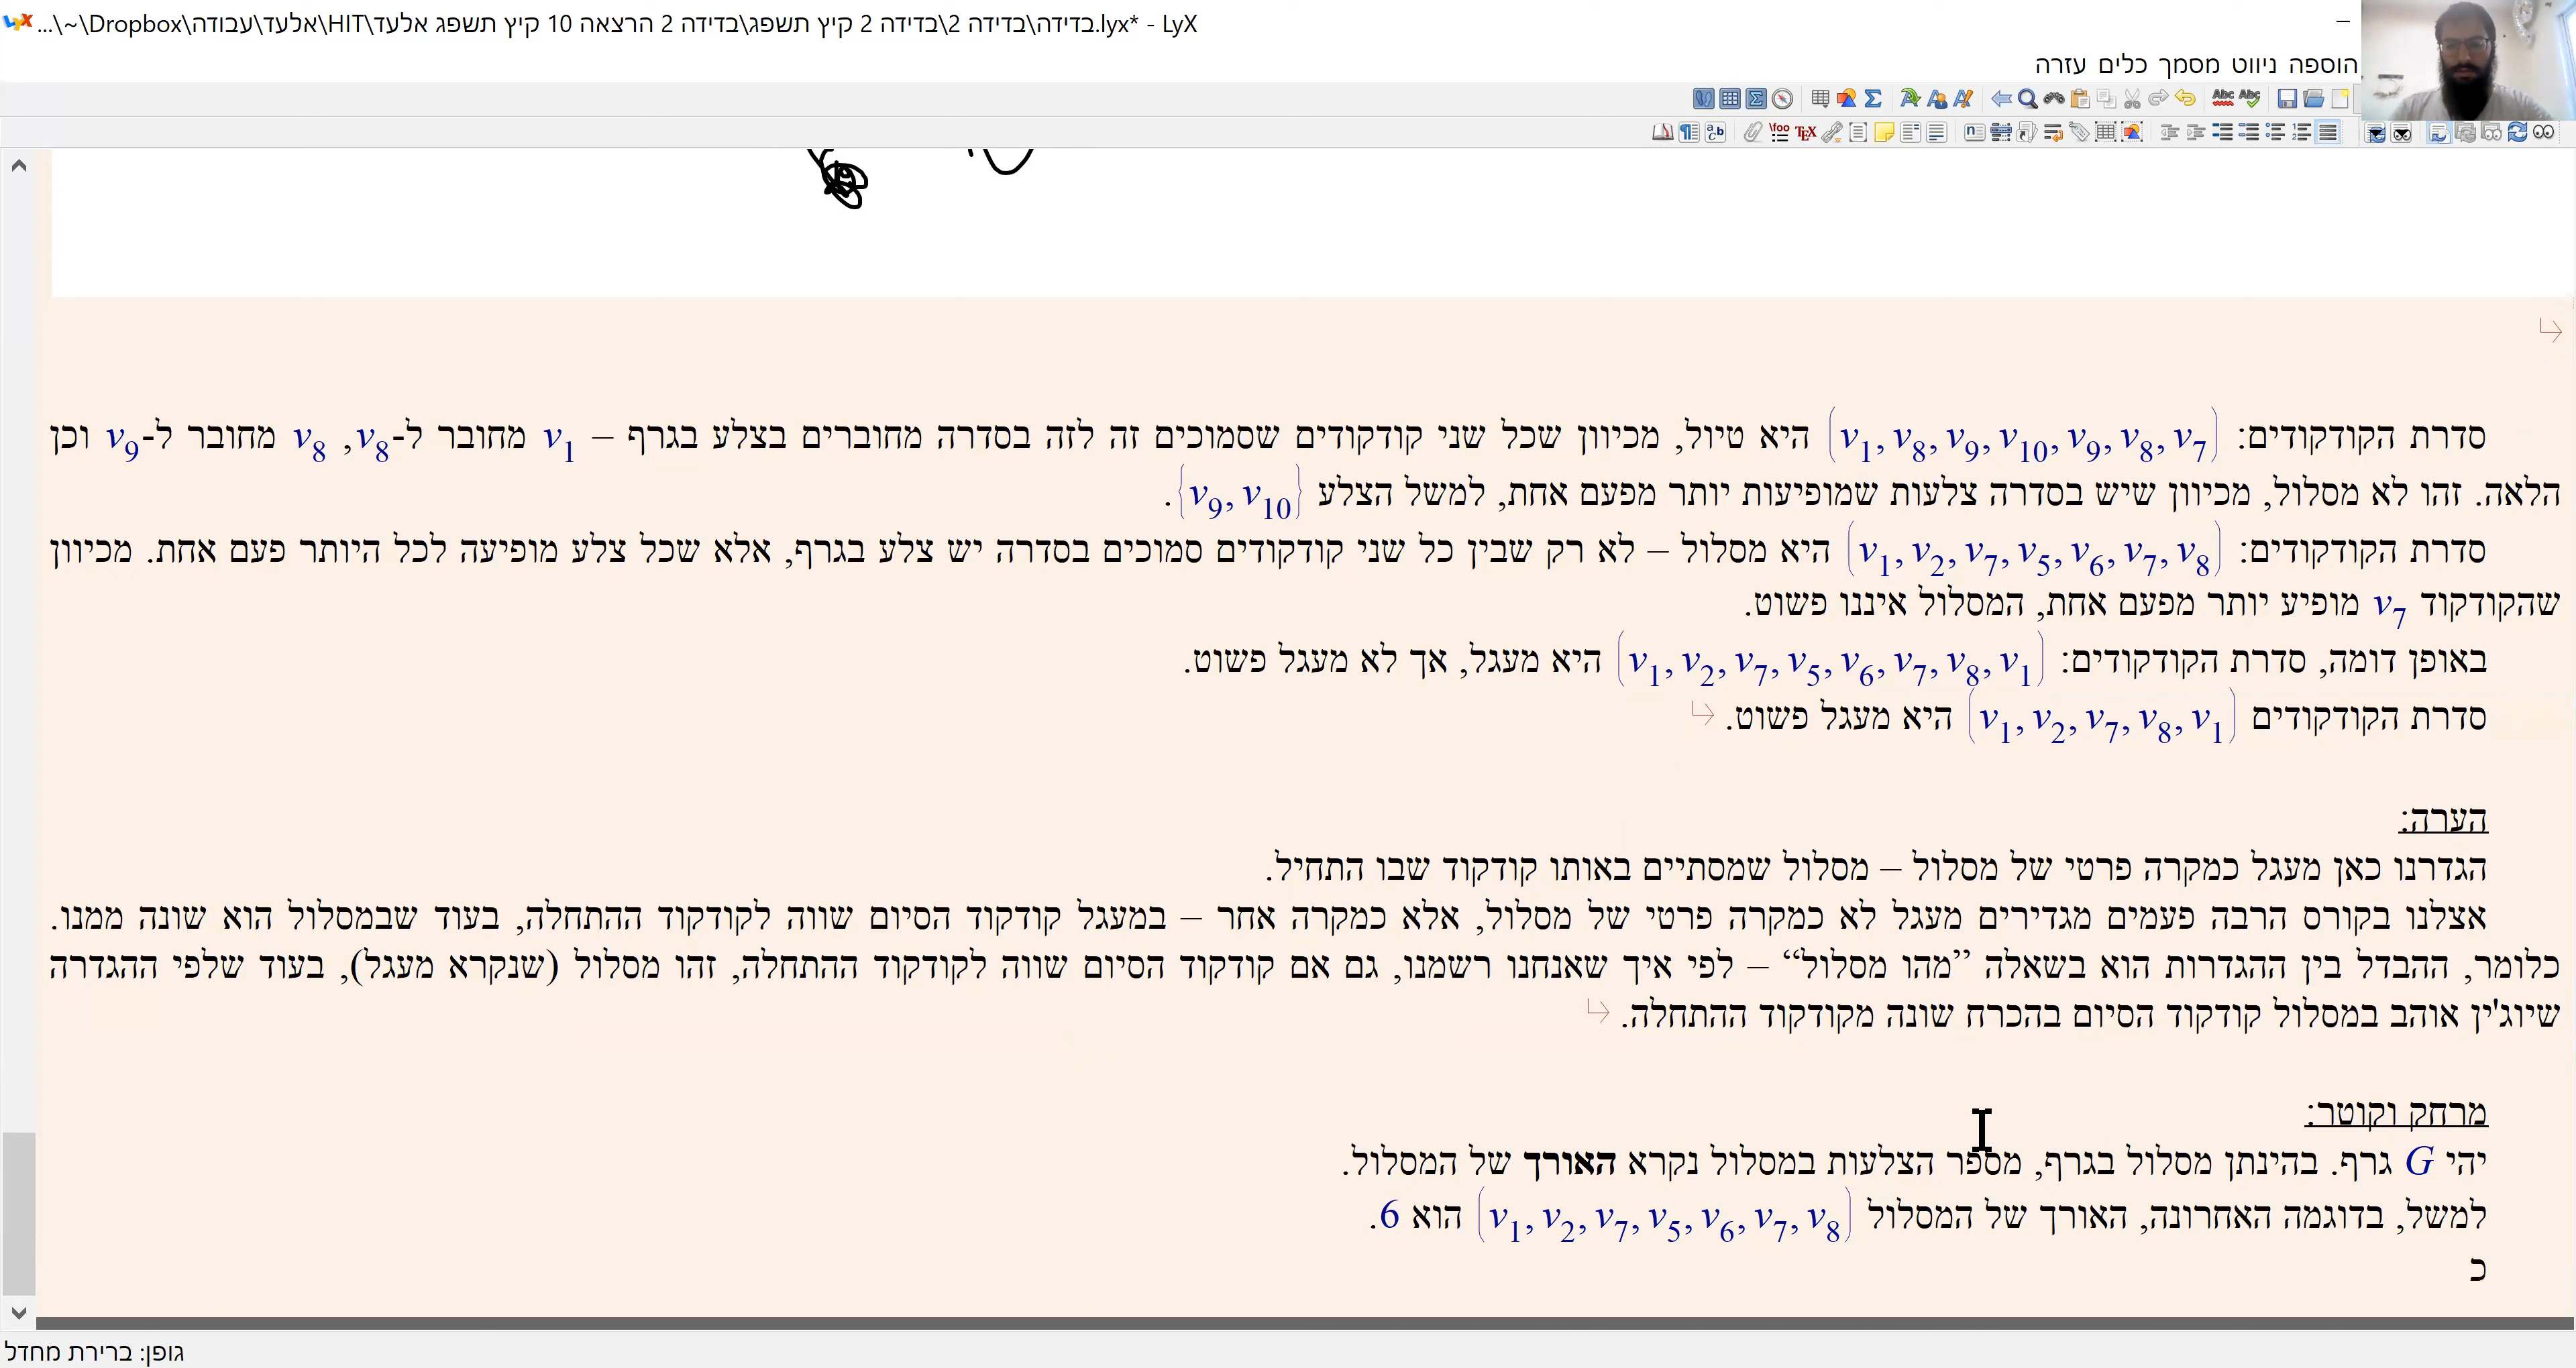 ...\~\Dropbox\אלעד\עבודה\HIT\בדידה\בדידה 2\בדידה 2 קיץ תשפג\בדידה 2 הרצאה 10 קיץ תשפג אלעד.lyx* - LyX
הוספה ניווט מסמך כלים עזרה
סדרת הקודקודים: (v1, v8, v9, v10, v9, v8, v7) היא טיול, מכיוון שכל שני קודקודים שסמוכים זה לזה בסדרה מחוברים בצלע בגרף – v1 מחובר ל-v8, v8 מחובר ל-v9 וכן
הלאה. זהו לא מסלול, מכיוון שיש בסדרה צלעות שמופיעות יותר מפעם אחת, למשל הצלע {v9, v10}.
סדרת הקודקודים: (v1, v2, v7, v5, v6, v7, v8) היא מסלול – לא רק שבין כל שני קודקודים סמוכים בסדרה יש צלע בגרף, אלא שכל צלע מופיעה לכל היותר פעם אחת. מכיוון
שהקודקוד v7 מופיע יותר מפעם אחת, המסלול איננו פשוט.
באופן דומה, סדרת הקודקודים: (v1, v2, v7, v5, v6, v7, v8, v1) היא מעגל, אך לא מעגל פשוט.
סדרת הקודקודים (v1, v2, v7, v8, v1) היא מעגל פשוט.
הערה:
הגדרנו כאן מעגל כמקרה פרטי של מסלול – מסלול שמסתיים באותו קודקוד שבו התחיל.
אצלנו בקורס הרבה פעמים מגדירים מעגל לא כמקרה פרטי של מסלול, אלא כמקרה אחר – במעגל קודקוד הסיום שווה לקודקוד ההתחלה, בעוד שבמסלול הוא שונה ממנו.
כלומר, ההבדל בין ההגדרות הוא בשאלה ”מהו מסלול“ – לפי איך שאנחנו רשמנו, גם אם קודקוד הסיום שווה לקודקוד ההתחלה, זהו מסלול (שנקרא מעגל), בעוד שלפי ההגדרה
שיוג'ין אוהב במסלול קודקוד הסיום בהכרח שונה מקודקוד ההתחלה.
מרחק וקוטר:
יהי G גרף. בהינתן מסלול בגרף, מספר הצלעות במסלול נקרא האורך של המסלול.
למשל, בדוגמה האחרונה, האורך של המסלול (v1, v2, v7, v5, v6, v7, v8) הוא 6.
כ
גופן: ברירת מחדל